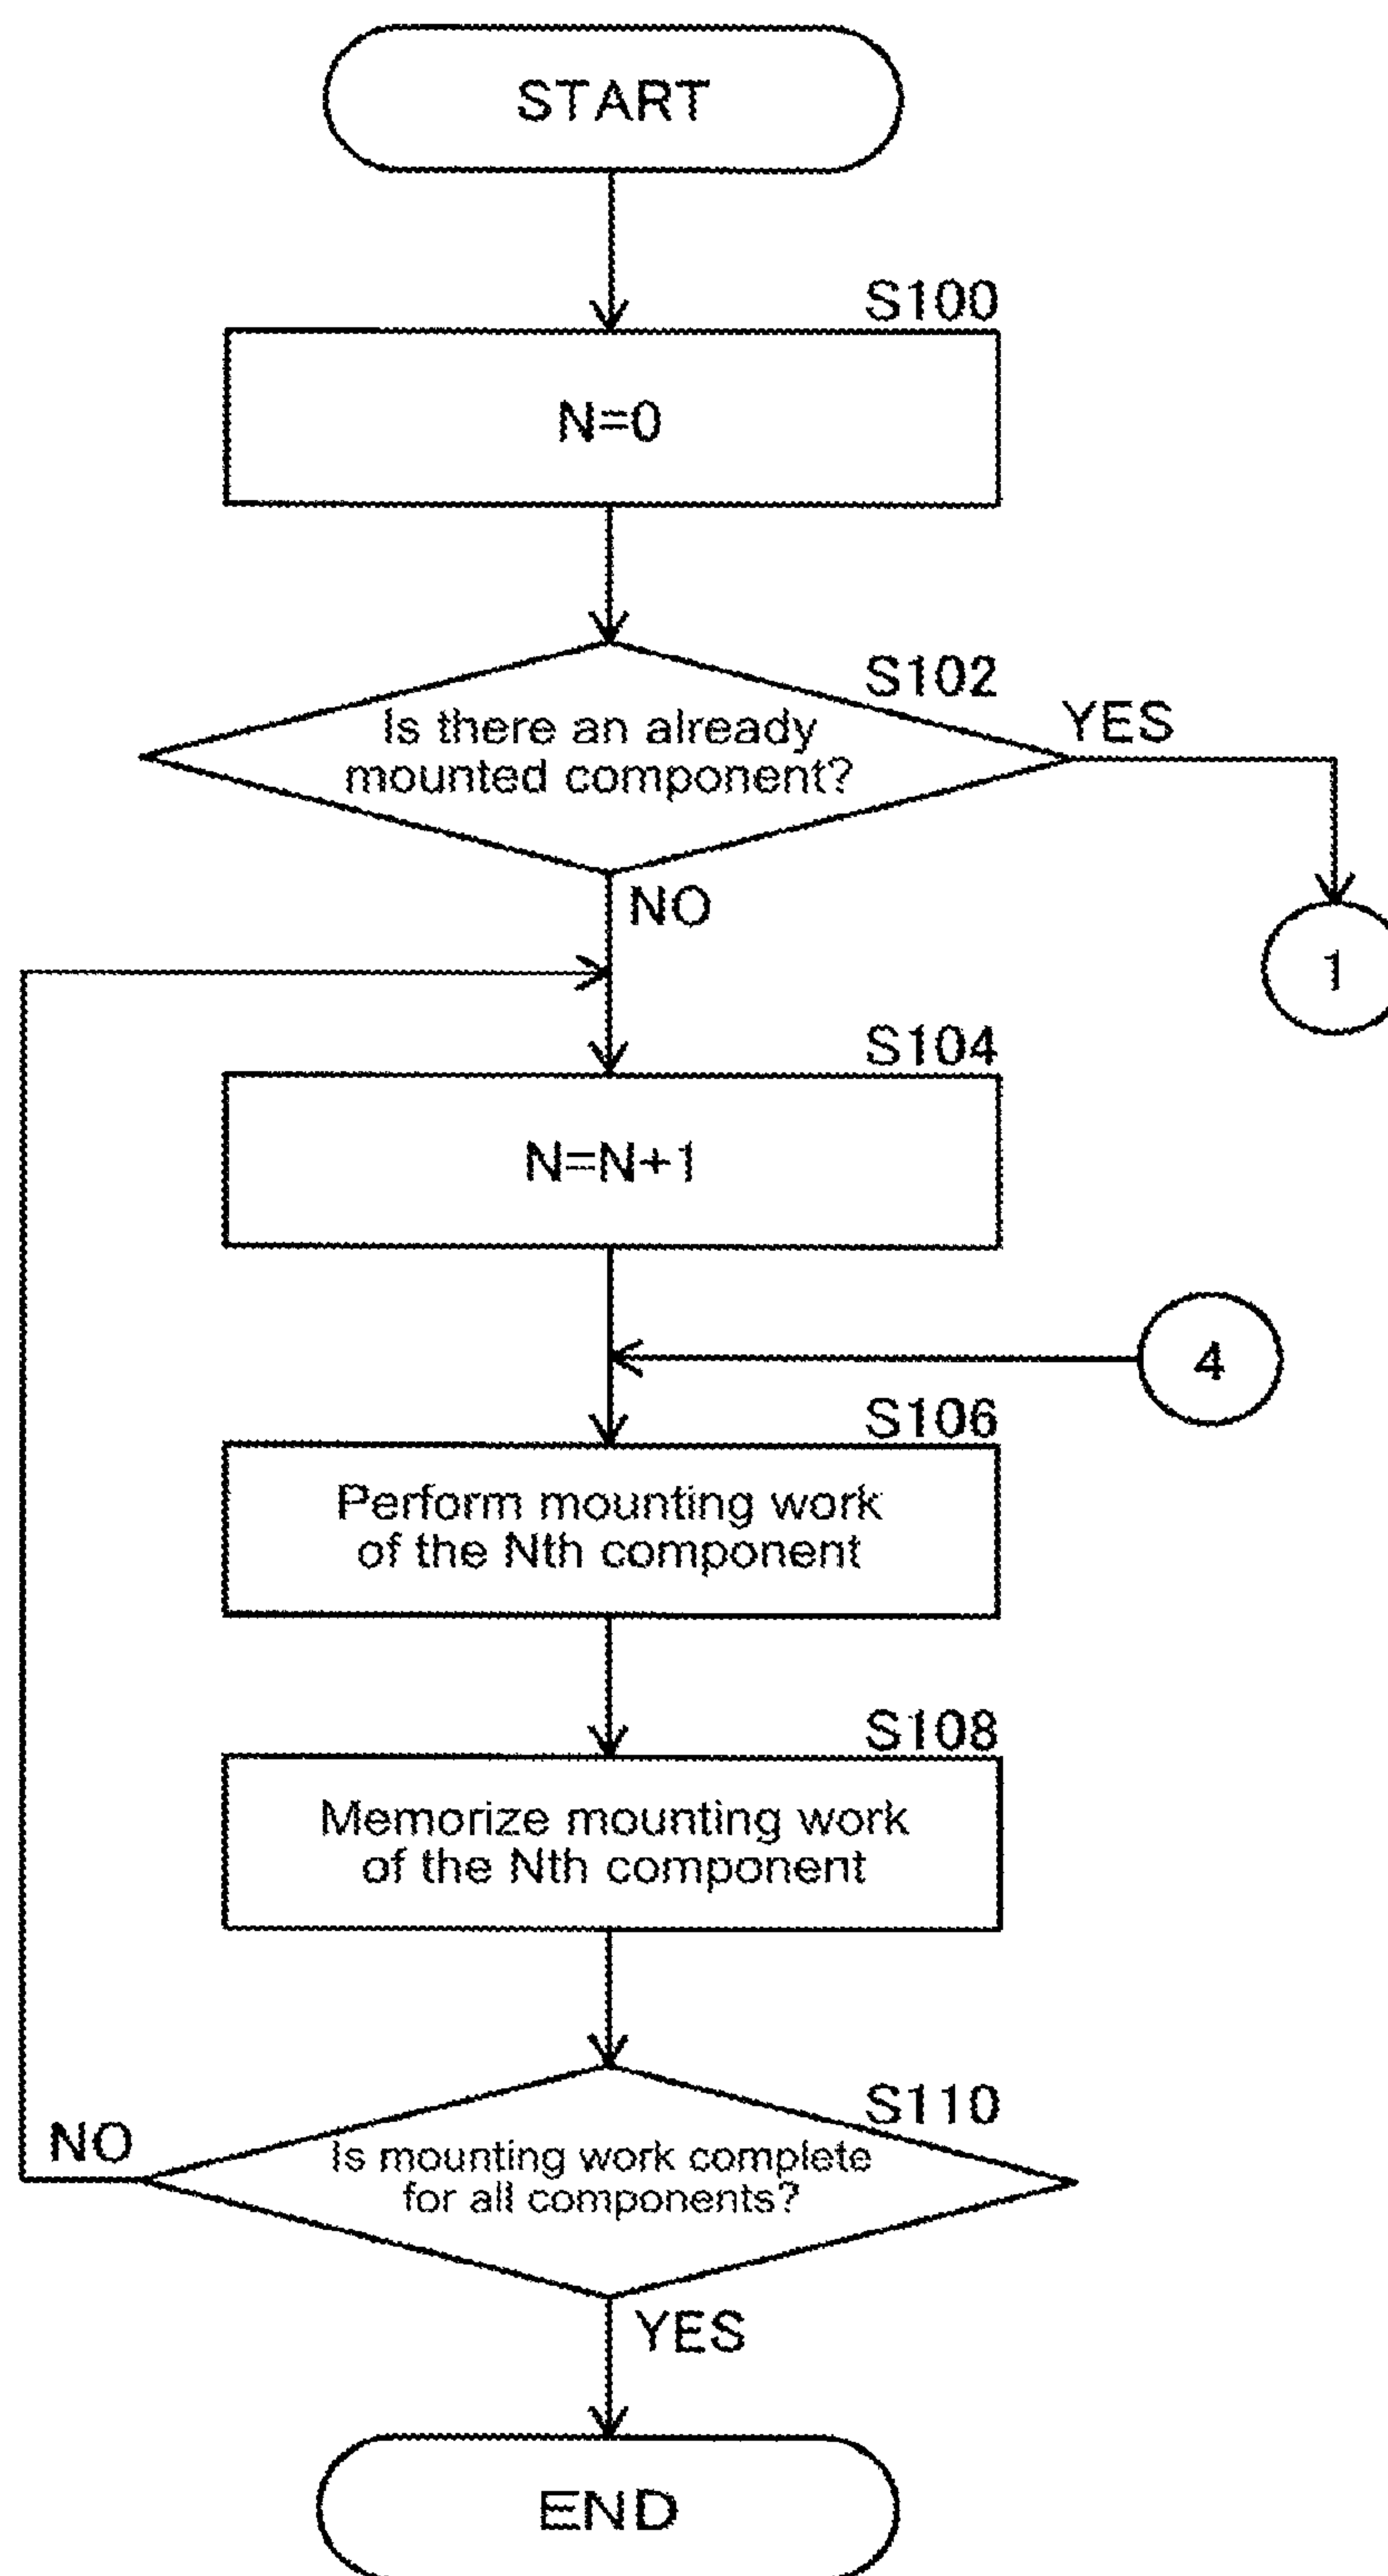 START
S100
N=0
S102
Is there an already
mounted component?
YES
NO
1
S104
N=N+1
4
S106
Perform mounting work
of the Nth component
S108
Memorize mounting work
of the Nth component
S110
NO
Is mounting work complete
for all components?
YES
END